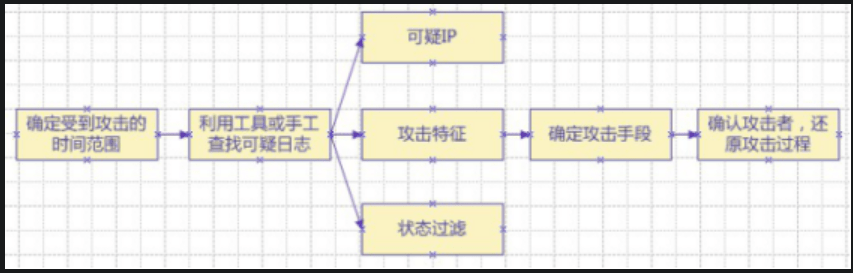 可疑IP
确定受到攻击的
时间范围
利用工具或手工
查找可疑日志
攻击特征
确定攻击手段
确认攻击者，还
原攻击过程
状态过滤